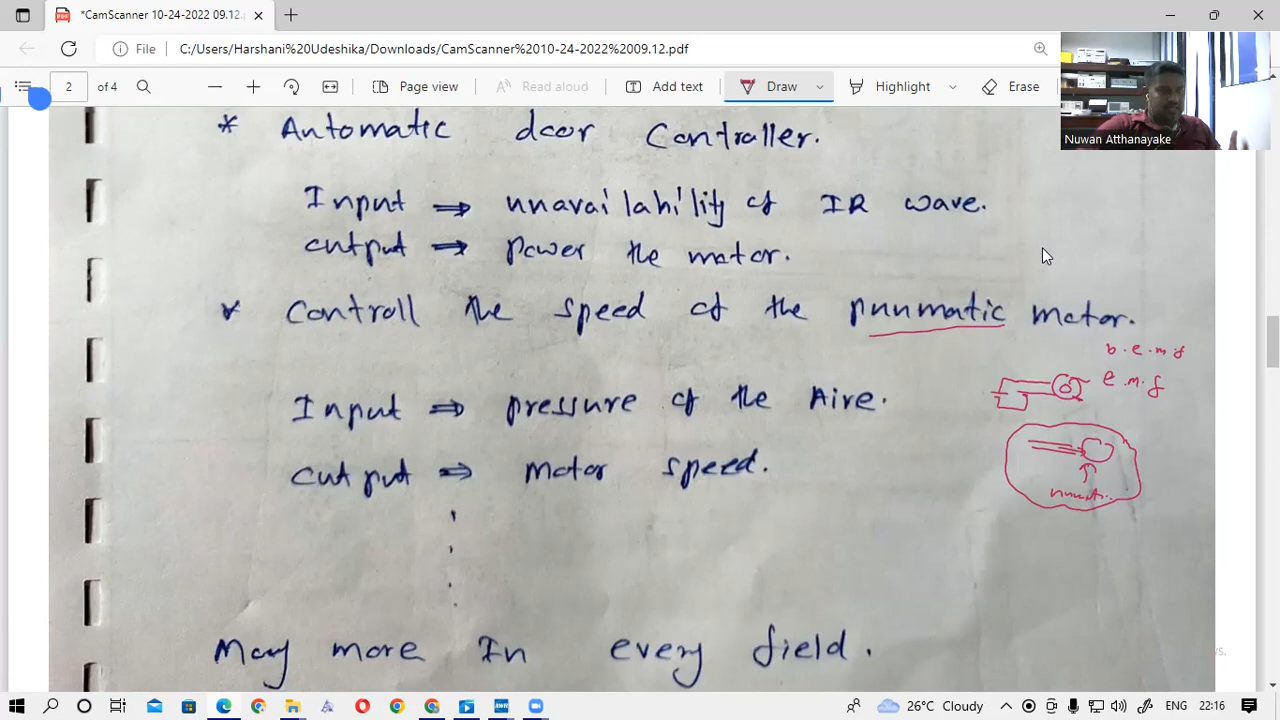 *CamScanner 10-24-2022 09.12.
File
C:/Users/Harshani%20Udeshika/Downloads/CamScanner%2010-24-2022%2009.12.pdf
2 of 4
view
Read aloud
Add text
Draw
Highlight
Erase
Nuwan Atthanayake
* Automatic door Controller.
Input ⇒ unavailability of IR wave.
output ⇒ power the motor.
* Controll the speed of the pnumatic motor.
b.e.m.f
e.m.f
Input ⇒ pressure of the Aire.
output ⇒ motor speed.
May more In every field.
26°C Cloudy
ENG
22:16